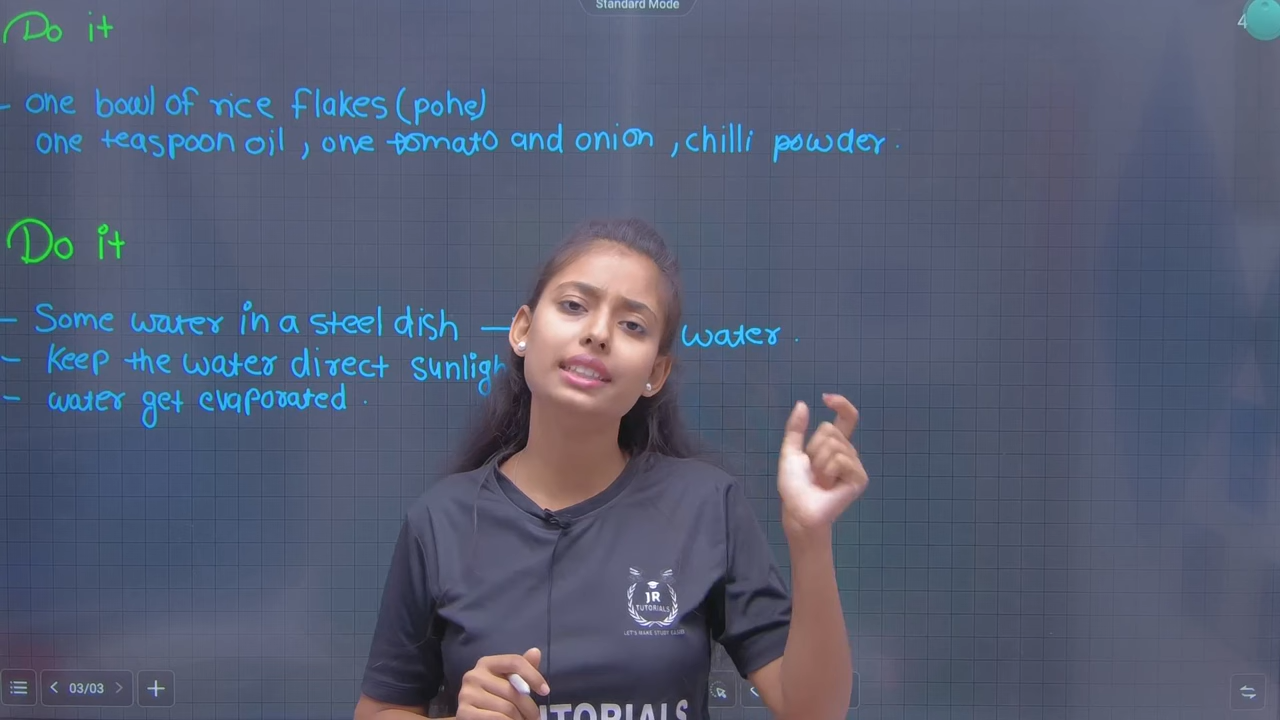 Standard Mode
4
Do it
- one bowl of rice flakes (pohe)
one teaspoon oil, one tomato and onion, chilli powder.
Do it
- Some water in a steel dish — water.
- Keep the water direct sunligh
- water get evaporated.
JR
TUTORIALS
LET'S MAKE STUDY
03/03
TUTORIALS